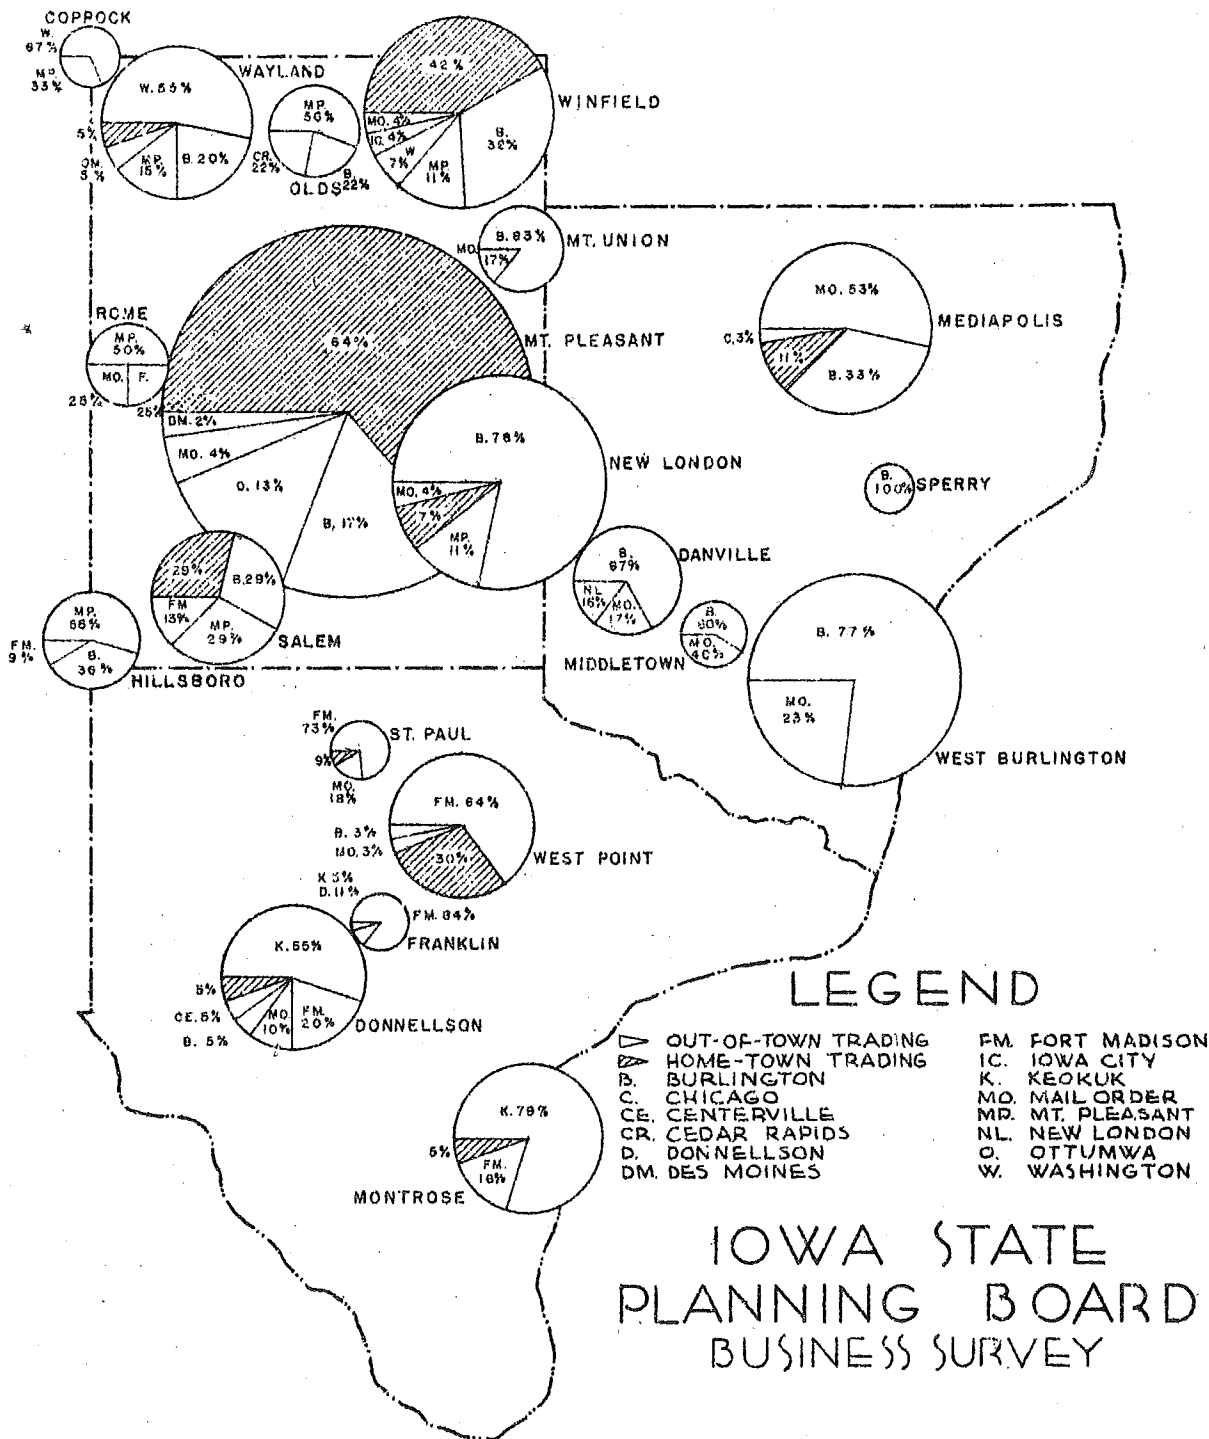 COPPOCK
W.
67%
MP.
33%
WAYLAND
W. 55%
5%
DM.
5%
MP.
15%
B. 20%
MP.
50%
CR.
22%
B.
22%
OLDS
WINFIELD
42%
MO. 4%
IC. 4%
W
7%
MP.
11%
B.
32%
B. 83%
MO.
17%
MT. UNION
ROME
MP.
50%
MO.
F.
25%
25%
MT. PLEASANT
64%
DM. 2%
MO. 4%
O. 13%
B. 17%
MO. 53%
C. 3%
11%
B. 33%
MEDIAPOLIS
B. 78%
MO. 4%
7%
MP.
11%
NEW LONDON
B.
100%
SPERRY
B.
67%
NL
16%
MO.
17%
DANVILLE
29%
B. 29%
FM
13%
MP.
29%
SALEM
MP.
FM.
9%
B.
36%
HILLSBORO
B.
60%
MO.
40%
MIDDLETOWN
B. 77%
MO.
23%
WEST BURLINGTON
FM.
73%
9%
MO.
18%
ST. PAUL
FM. 64%
B. 3%
MO. 3%
30%
WEST POINT
K 5%
D. 11%
FM. 84%
FRANKLIN
K. 55%
5%
CE. 5%
B. 5%
MO.
10%
FM.
20%
DONNELLSON
K. 79%
5%
FM.
16%
MONTROSE
LEGEND
OUT-OF-TOWN TRADING
HOME-TOWN TRADING
B. BURLINGTON
C. CHICAGO
CE. CENTERVILLE
CR. CEDAR RAPIDS
D. DONNELLSON
DM. DES MOINES
FM. FORT MADISON
IC. IOWA CITY
K. KEOKUK
MO. MAIL ORDER
MP. MT. PLEASANT
NL. NEW LONDON
O. OTTUMWA
W. WASHINGTON
IOWA STATE
PLANNING BOARD
BUSINESS SURVEY